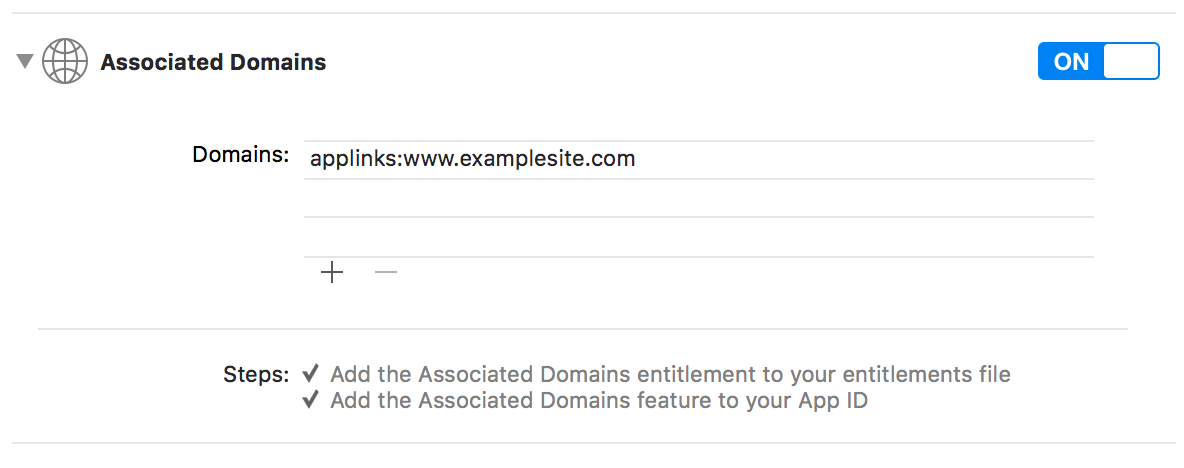 Associated Domains
ON
Domains: applinks:www.examplesite.com
Steps: ✓ Add the Associated Domains entitlement to your entitlements file
✓ Add the Associated Domains feature to your App ID